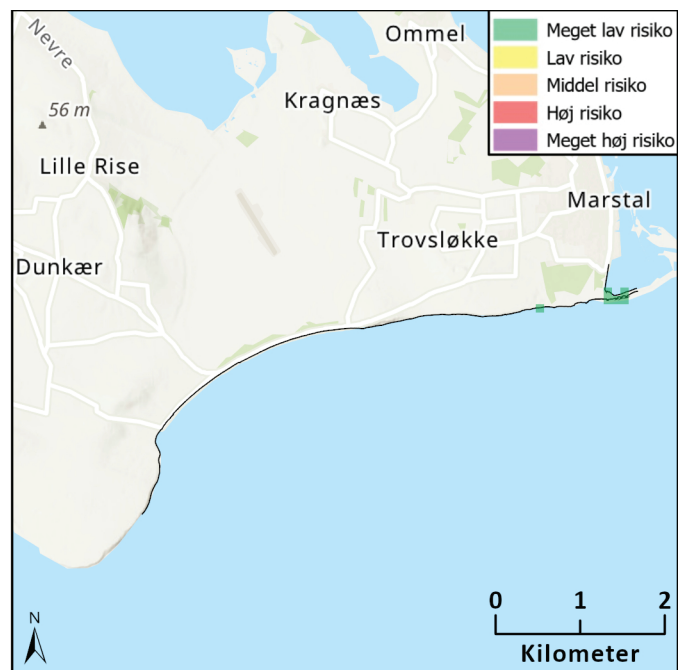 Meget lav risiko
Lav risiko
Middel risiko
Høj risiko
Meget høj risiko
Nevre
Ommel
Kragnæs
56 m
Lille Rise
Marstal
Trovsløkke
Dunkær
N
0 1 2
Kilometer